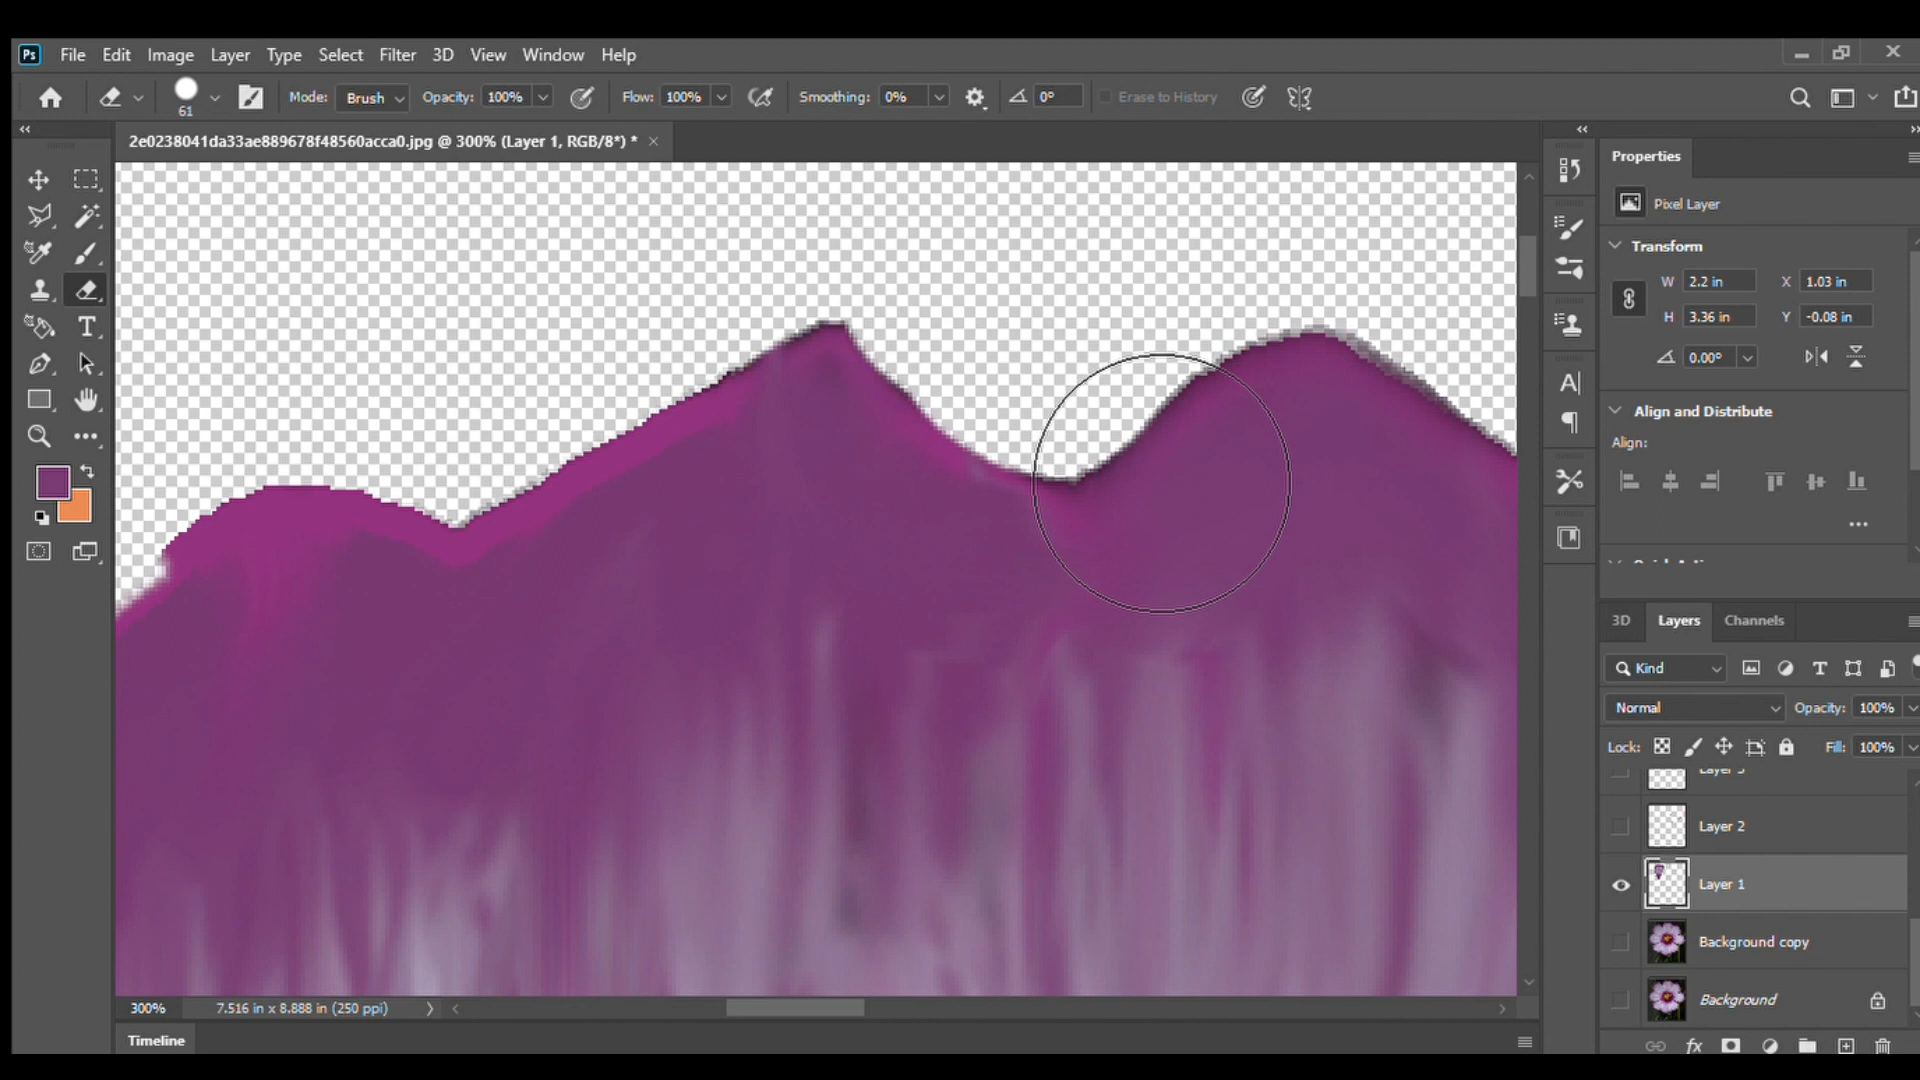 Ps File Edit Image Layer Type Select Filter 3D View Window Help
61 Mode: Brush Opacity: 100% Flow: 100% Smoothing: 0% 0° Erase to History
2e0238041da33ae889678f48560acca0.jpg @ 300% (Layer 1, RGB/8*) *
Properties
Pixel Layer
Transform
W 2.2 in X 1.03 in
H 3.36 in Y -0.08 in
0.00°
Align and Distribute
Align:
3D Layers Channels
Kind
Normal Opacity: 100%
Lock: Fill: 100%
Layer 2
Layer 1
Background copy
Background
300% 7.516 in x 8.888 in (250 ppi)
Timeline